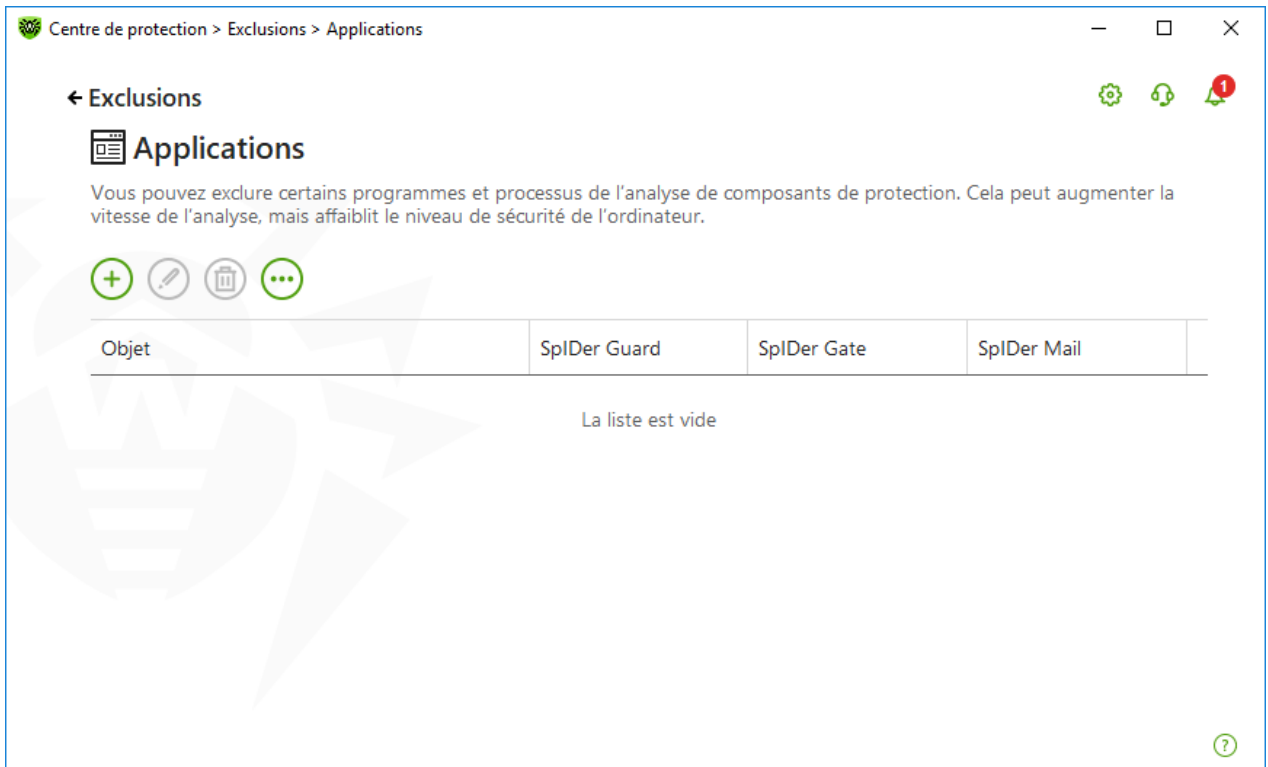 Centre de protection > Exclusions > Applications
Exclusions
1
Applications
Vous pouvez exclure certains programmes et processus de l'analyse de composants de protection. Cela peut augmenter la
vitesse de l'analyse, mais affaiblit le niveau de sécurité de l'ordinateur.
Objet SpIDer Guard SpIDer Gate SpIDer Mail
La liste est vide
?